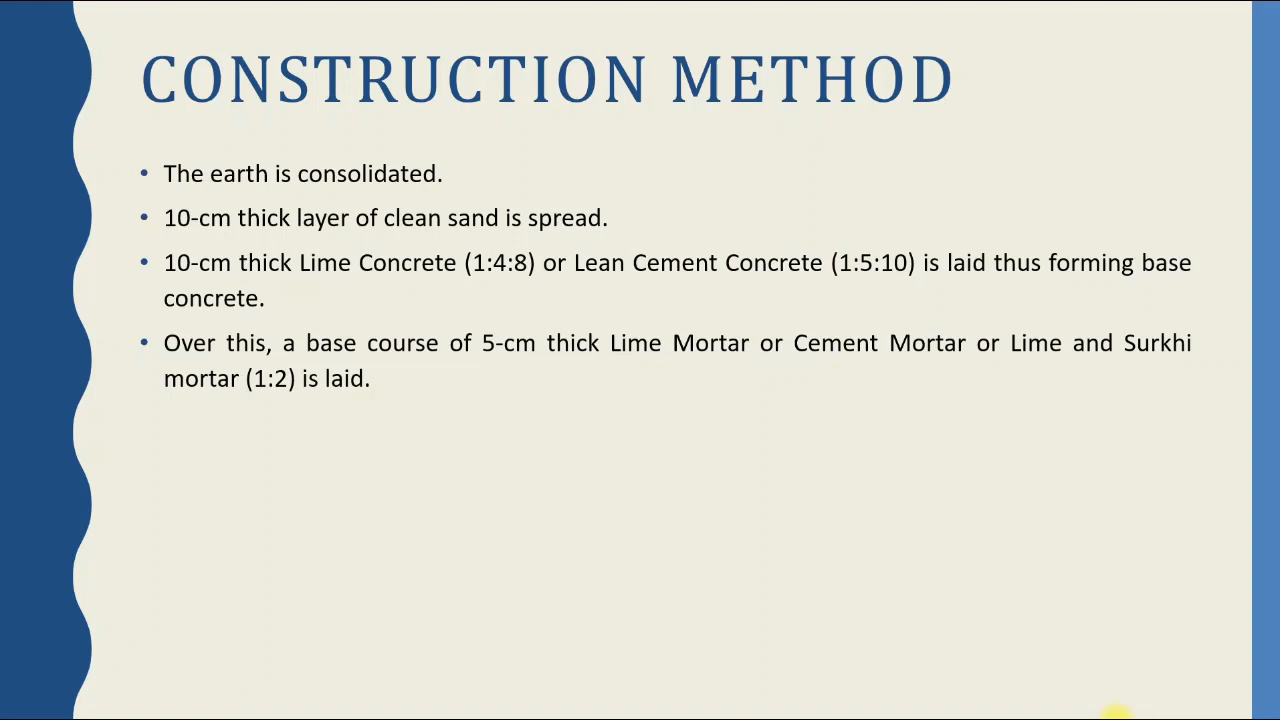 CONSTRUCTION METHOD
• The earth is consolidated.
• 10-cm thick layer of clean sand is spread.
• 10-cm thick Lime Concrete (1:4:8) or Lean Cement Concrete (1:5:10) is laid thus forming base
concrete.
• Over this, a base course of 5-cm thick Lime Mortar or Cement Mortar or Lime and Surkhi
mortar (1:2) is laid.